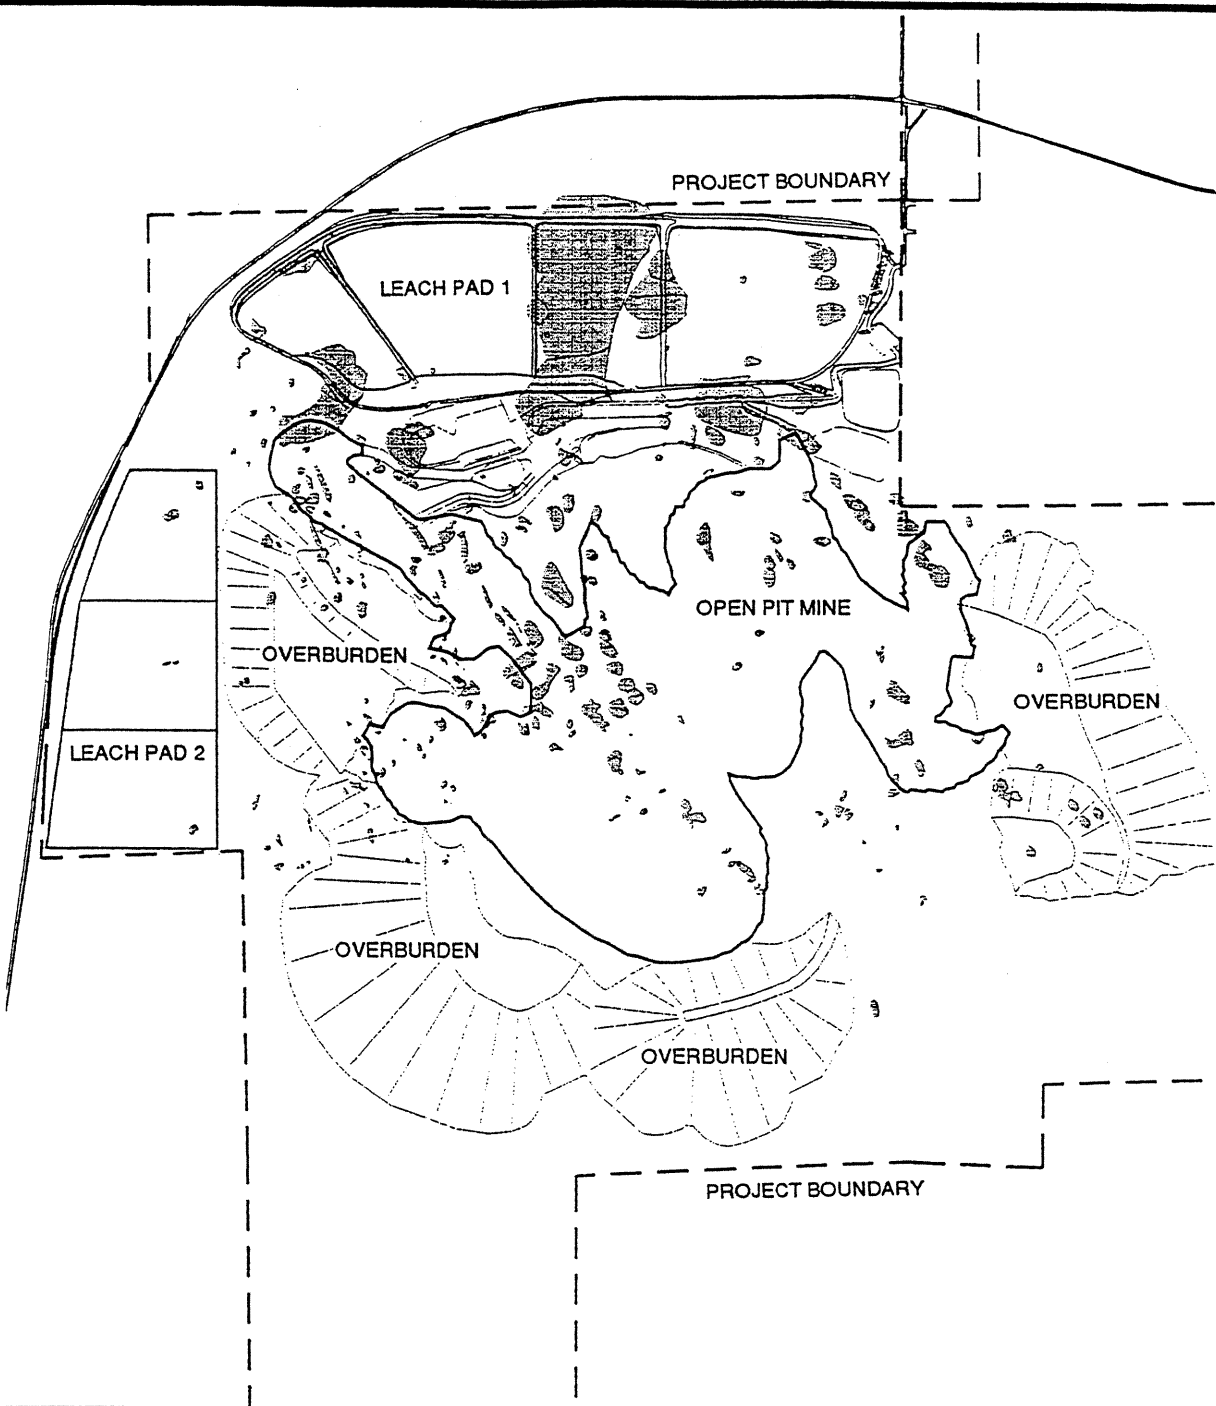 PROJECT BOUNDARY
LEACH PAD 1
OPEN PIT MINE
OVERBURDEN
OVERBURDEN
LEACH PAD 2
OVERBURDEN
OVERBURDEN
PROJECT BOUNDARY